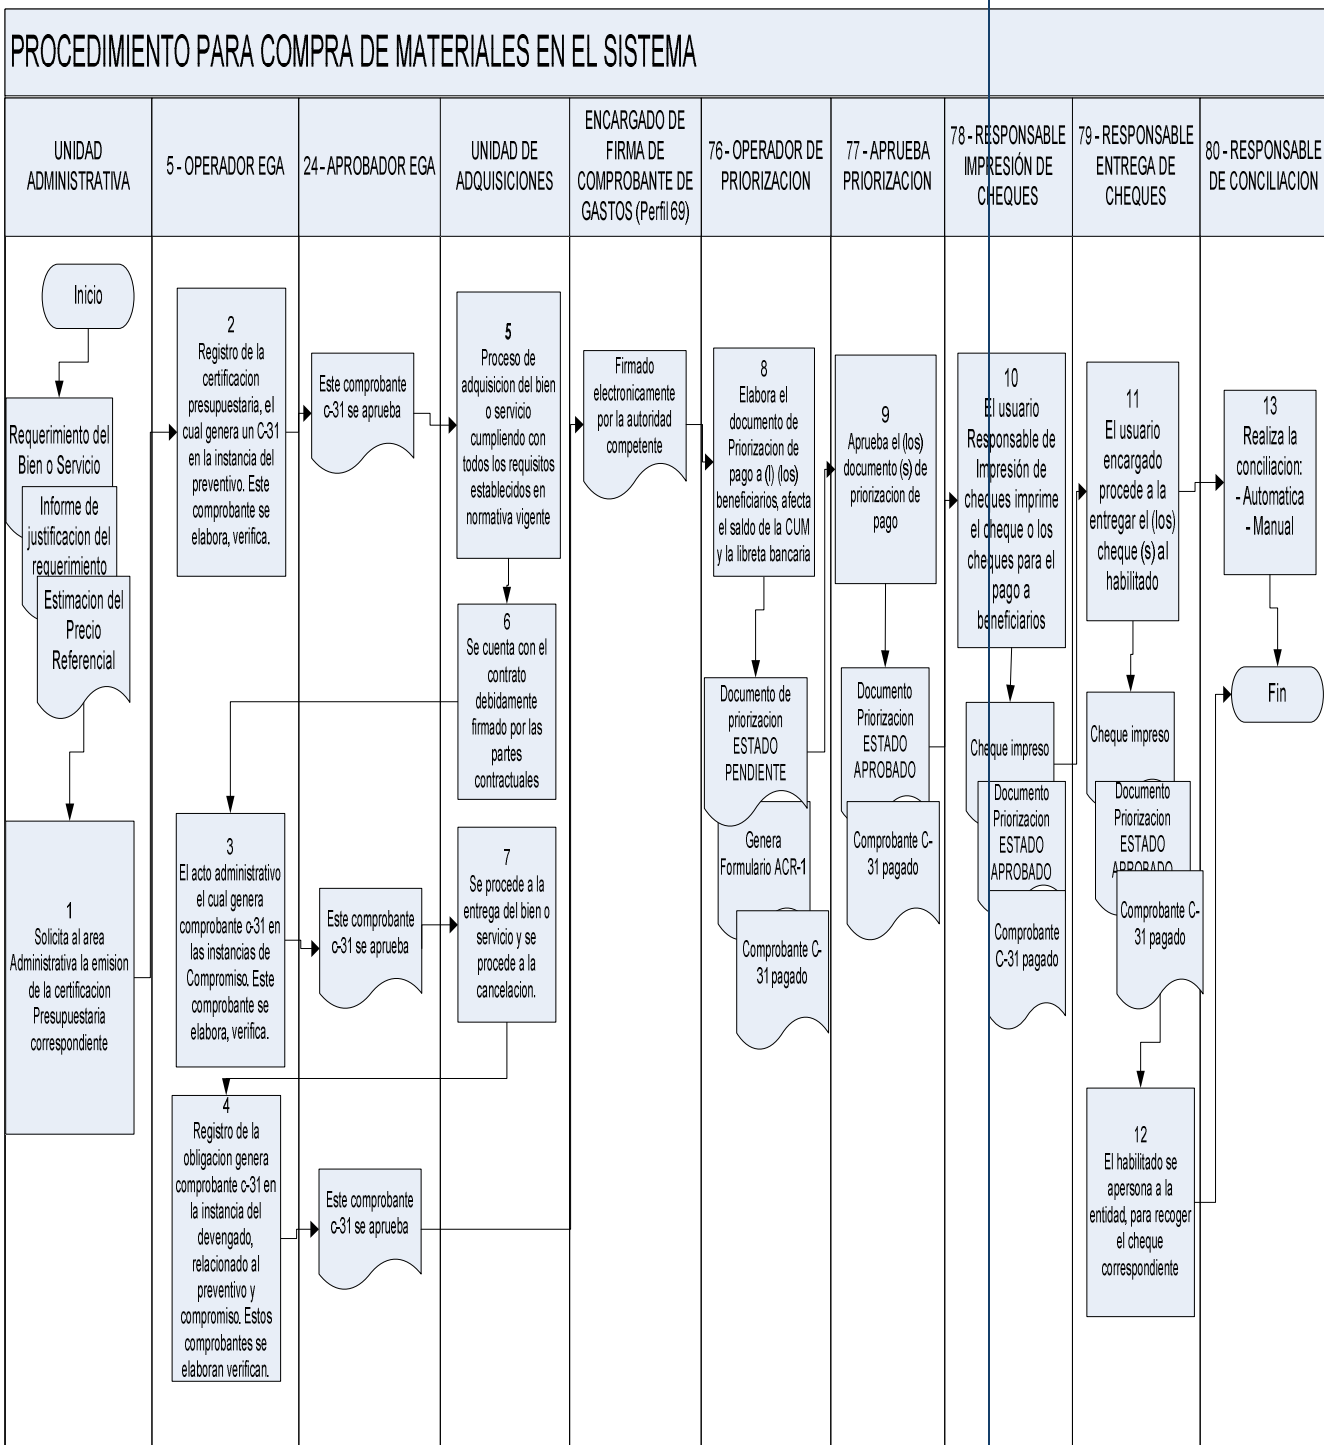 PROCEDIMIENTO PARA COMPRA DE MATERIALES EN EL SISTEMA
UNIDAD
ADMINISTRATIVA
5 - OPERADOR EGA
24 - APROBADOR EGA
UNIDAD DE
ADQUISICIONES
ENCARGADO DE
FIRMA DE
COMPROBANTE DE
GASTOS (Perfil 69)
76 - OPERADOR DE
PRIORIZACION
77 - APRUEBA
PRIORIZACION
78 - RESPONSABLE
IMPRESIÓN DE
CHEQUES
79 - RESPONSABLE
ENTREGA DE
CHEQUES
80 - RESPONSABLE
DE CONCILIACION
Inicio
Requerimiento del
Bien o Servicio
Informe de
justificacion del
requerimiento
Estimacion del
Precio
Referencial
1
Solicita al area
Administrativa la emision
de la certificacion
Presupuestaria
correspondiente
2
Registro de la
certificacion
presupuestaria, el
cual genera un C-31
en la instancia del
preventivo. Este
comprobante se
elabora, verifica.
Este comprobante
c-31 se aprueba
5
Proceso de
adquisicion del bien
o servicio
cumpliendo con
todos los requisitos
establecidos en
normativa vigente
6
Se cuenta con el
contrato
debidamente
firmado por las
partes
contractuales
3
El acto administrativo
el cual genera
comprobante c-31 en
las instancias de
Compromiso. Este
comprobante se
elabora, verifica.
Este comprobante
c-31 se aprueba
7
Se procede a la
entrega del bien o
servicio y se
procede a la
cancelacion.
4
Registro de la
obligacion genera
comprobante c-31 en
la instancia del
devengado,
relacionado al
preventivo y
compromiso. Estos
comprobantes se
elaboran verifican.
Este comprobante
c-31 se aprueba
Firmado
electronicamente
por la autoridad
competente
8
Elabora el
documento de
Priorizacion de
pago a (l) (los)
beneficiarios, afecta
el saldo de la CUM
y la libreta bancaria
Documento de
priorizacion
ESTADO
PENDIENTE
Genera
Formulario ACR-1
Comprobante C-
31 pagado
9
Aprueba el (los)
documento (s) de
priorizacion de
pago
Documento
Priorizacion
ESTADO
APROBADO
Comprobante C-
31 pagado
10
El usuario
Responsable de
Impresión de
cheques imprime
el cheque o los
cheques para el
pago a
beneficiarios
Cheque impreso
Documento
Priorizacion
ESTADO
APROBADO
Comprobante
C-31 pagado
11
El usuario
encargado
procede a la
entregar el (los)
cheque (s) al
habilitado
Cheque impreso
Documento
Priorizacion
ESTADO
APROBADO
Comprobante C-
31 pagado
12
El habilitado se
apersona a la
entidad, para recoger
el cheque
correspondiente
13
Realiza la
conciliacion:
- Automatica
- Manual
Fin